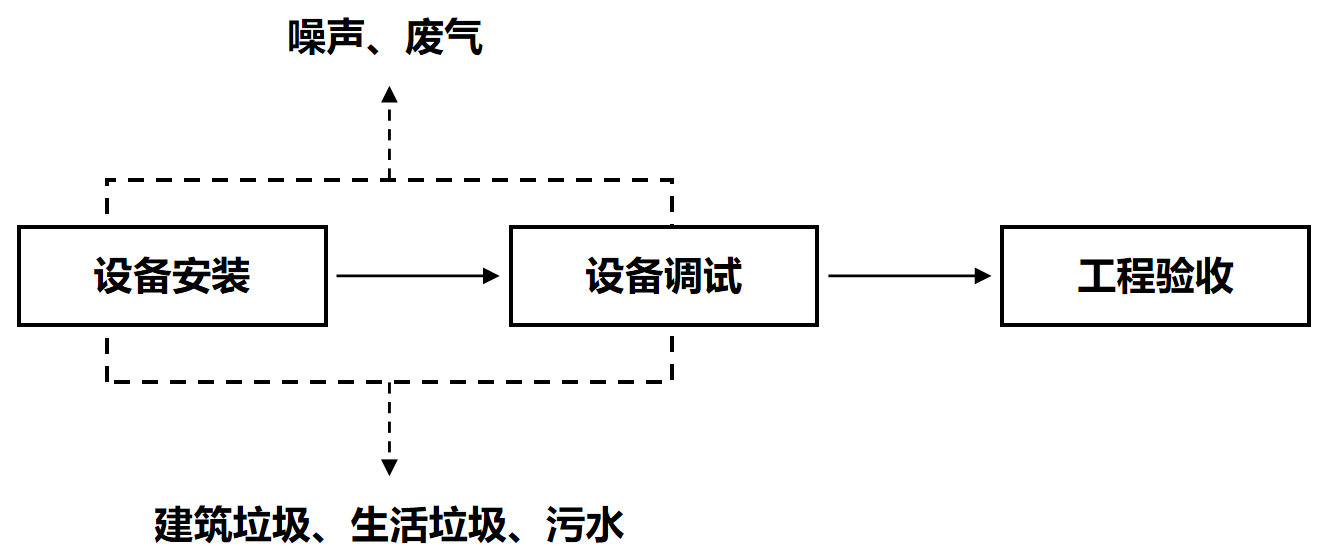 噪声、废气
设备安装
设备调试
工程验收
建筑垃圾、生活垃圾、污水